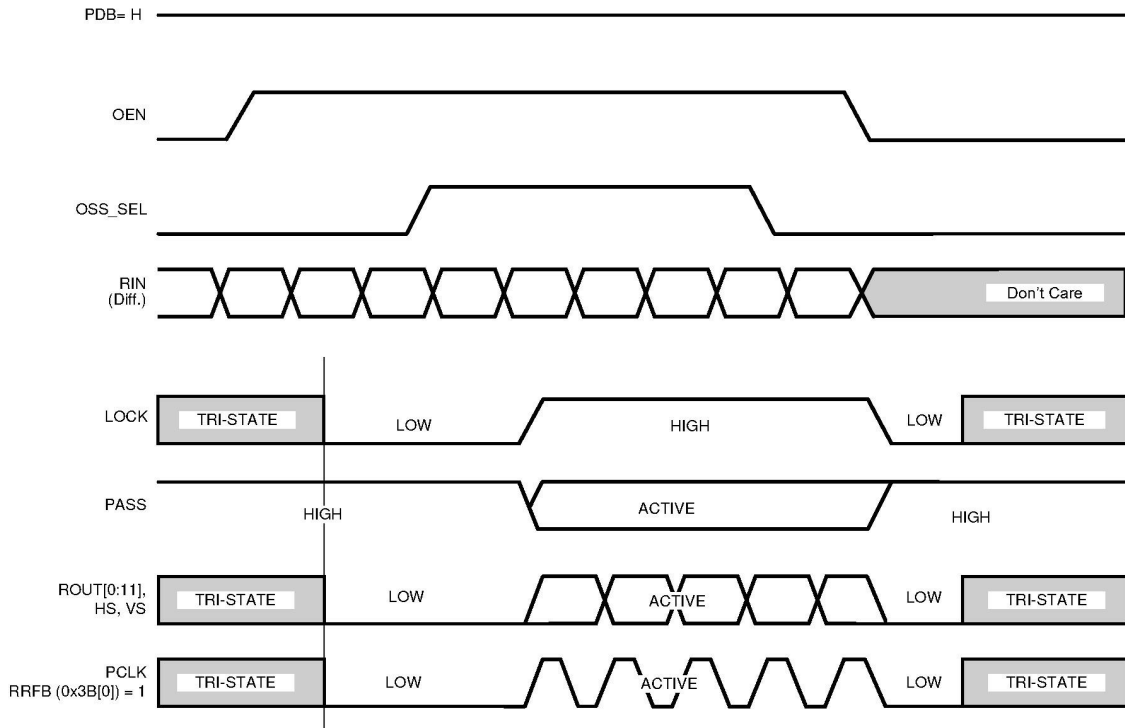 PDB= H
OEN
OSS_SEL
RIN
(Diff.)
Don't Care
LOCK
TRI-STATE
LOW
HIGH
LOW
TRI-STATE
PASS
HIGH
ACTIVE
HIGH
ROUT[0:11],
HS, VS
TRI-STATE
LOW
ACTIVE
LOW
TRI-STATE
PCLK
RRFB (0x3B[0]) = 1
TRI-STATE
LOW
ACTIVE
LOW
TRI-STATE